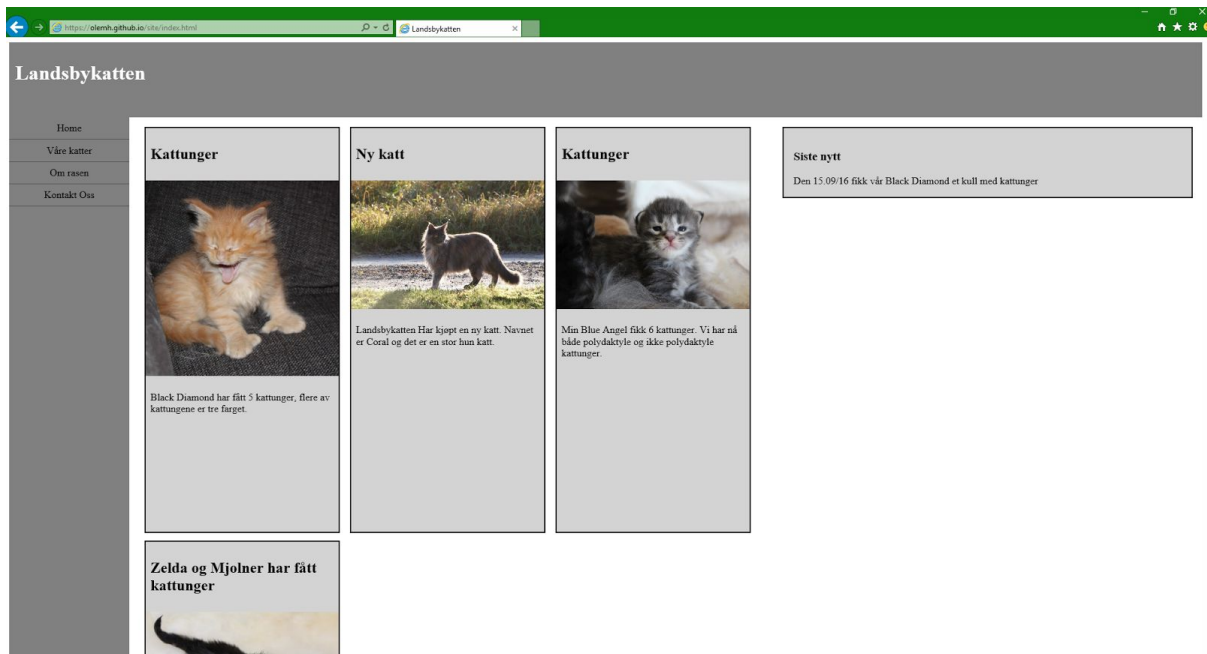 https://olemh.github.io/site/index.html
Landsbykatten
Landsbykatten
Home
Våre katter
Om rasen
Kontakt Oss
Kattunger
Black Diamond har fått 5 kattunger, flere av
kattungene er tre farget.
Ny katt
Landsbykatten Har kjøpt en ny katt. Navnet
er Coral og det er en stor hun katt.
Kattunger
Min Blue Angel fikk 6 kattunger. Vi har nå
både polydaktyle og ikke polydaktyle
kattunger.
Siste nytt
Den 15.09/16 fikk vår Black Diamond et kull med kattunger
Zelda og Mjolner har fått
kattunger